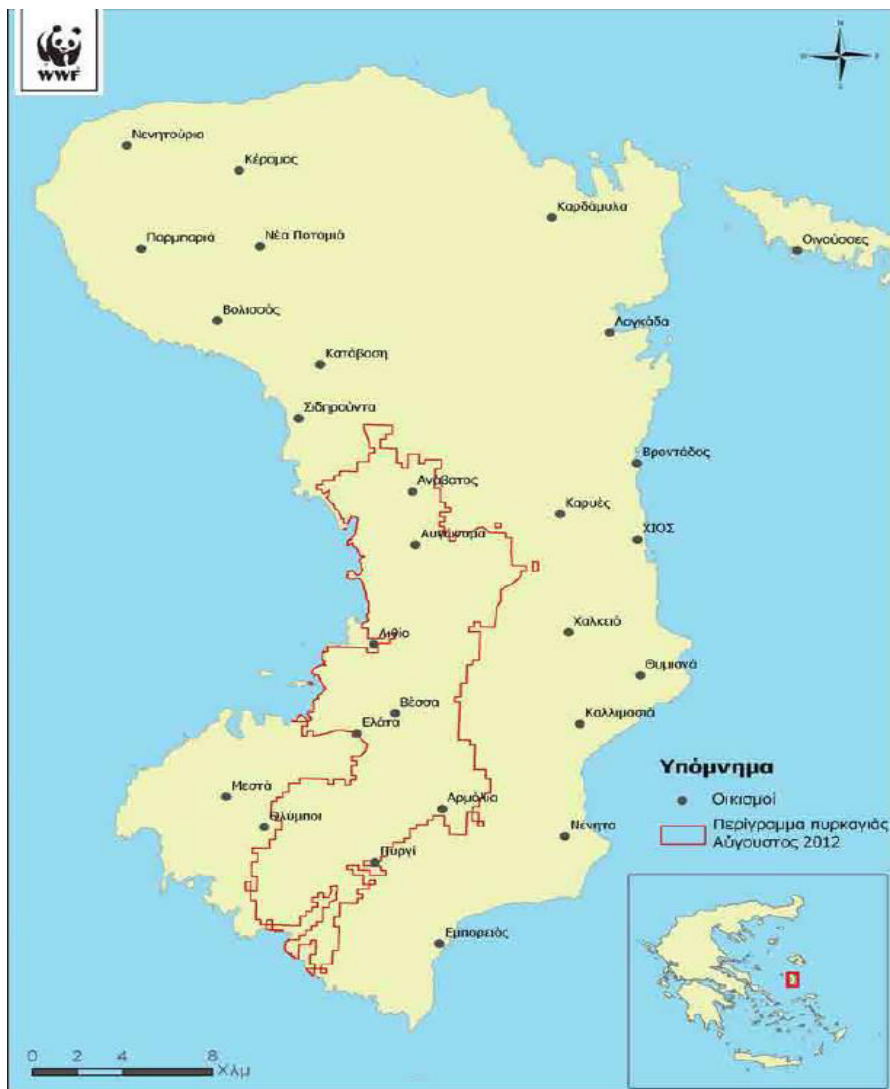 WWF
Νενητούρια
Κέραμος
Καρδάμυλα
Παρμπαριά
Νέα Ποταμιά
Οινούσσες
Βολισσός
Λαγκάδα
Κατάβαση
Σιδηρούντα
Βροντάδος
Ανάβατος
Καρυές
ΧΙΟΣ
Αυγώνυμα
Χαλκειό
Λιθίο
Θυμιανά
Βέσσα
Καλλιμασιά
Ελάτα
Υπόμνημα
Μεστά
Οικισμοί
Αρμόλια
Ολύμποι
Περίγραμμα πυρκαγιάς
Αύγουστος 2012
Νένητα
Πυργί
Εμπορειός
0 2 4 8
Χλμ